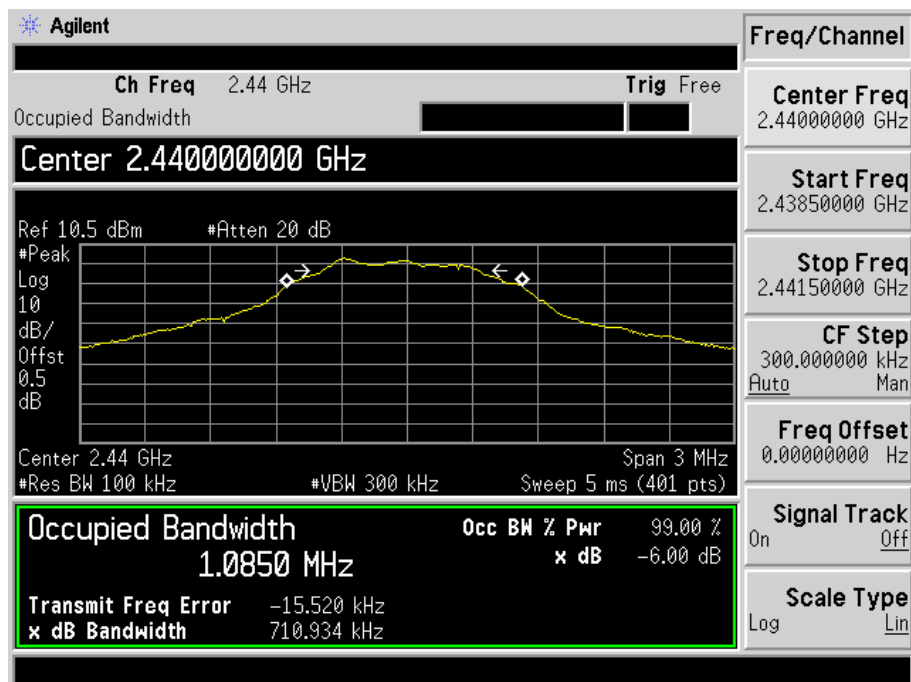 Agilent
Ch Freq 2.44 GHz Trig Free
Occupied Bandwidth
Center 2.440000000 GHz
Ref 10.5 dBm #Atten 20 dB
#Peak
Log
10
dB/
Offst
0.5
dB
Center 2.44 GHz Span 3 MHz
#Res BW 100 kHz #VBW 300 kHz Sweep 5 ms (401 pts)
Occupied Bandwidth Occ BW % Pwr 99.00 %
1.0850 MHz x dB -6.00 dB
Transmit Freq Error -15.520 kHz
x dB Bandwidth 710.934 kHz
Freq/Channel
Center Freq
2.44000000 GHz
Start Freq
2.43850000 GHz
Stop Freq
2.44150000 GHz
CF Step
300.000000 kHz
Auto Man
Freq Offset
0.00000000 Hz
Signal Track
On Off
Scale Type
Log Lin